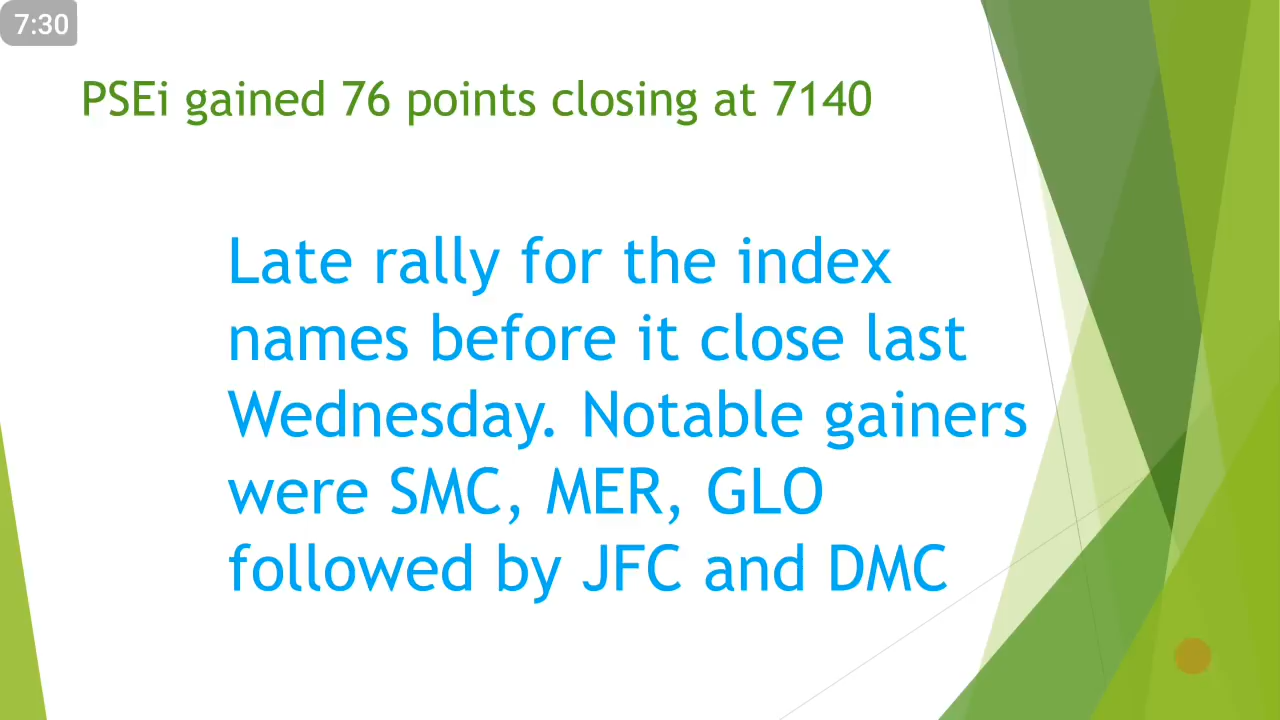 7:30
PSEi gained 76 points closing at 7140
Late rally for the index
names before it close last
Wednesday. Notable gainers
were SMC, MER, GLO
followed by JFC and DMC